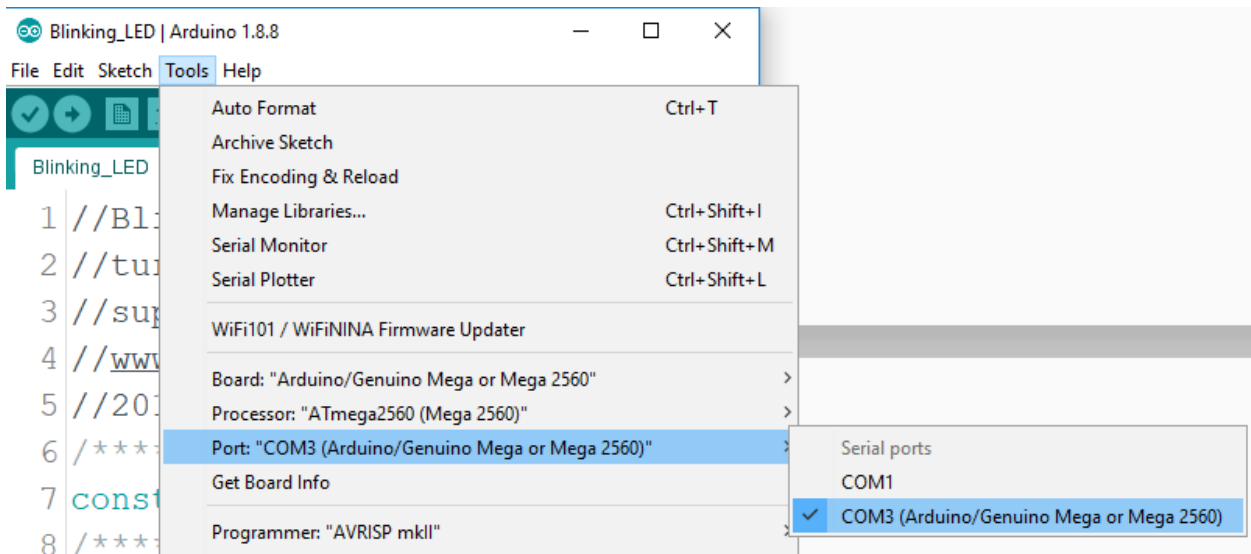 Blinking_LED | Arduino 1.8.8
File Edit Sketch Tools Help
Auto Format Ctrl+T
Archive Sketch
Blinking_LED
Fix Encoding & Reload
Manage Libraries... Ctrl+Shift+I
Serial Monitor Ctrl+Shift+M
Serial Plotter Ctrl+Shift+L
WiFi101 / WiFiNINA Firmware Updater
Board: "Arduino/Genuino Mega or Mega 2560"
Processor: "ATmega2560 (Mega 2560)"
Port: "COM3 (Arduino/Genuino Mega or Mega 2560)"
Get Board Info
Programmer: "AVRISP mkII"
Serial ports
COM1
COM3 (Arduino/Genuino Mega or Mega 2560)
1 //Bli
2 //tur
3 //sup
4 //www
5 //201
6 /****
7 const
8 /****